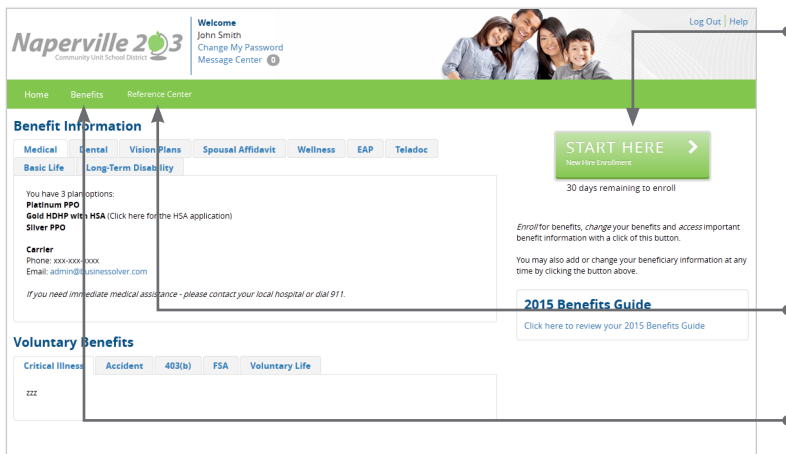 Naperville 203
Community Unit School District
Welcome
John Smith
Change My Password
Message Center 0
Log Out | Help
Home Benefits Reference Center
Benefit Information
Medical Dental Vision Plans Spousal Affidavit Wellness EAP Teladoc
Basic Life Long-Term Disability
You have 3 plan options:
Platinum PPO
Gold HDHP with HSA (Click here for the HSA application)
Silver PPO
Carrier
Phone: xxx-xxx-xxxx
Email: admin@businessolver.com
If you need immediate medical assistance - please contact your local hospital or dial 911.
START HERE
New Hire Enrollment
30 days remaining to enroll
Enroll for benefits, change your benefits and access important
benefit information with a click of this button.
You may also add or change your beneficiary information at any
time by clicking the button above.
2015 Benefits Guide
Click here to review your 2015 Benefits Guide
Voluntary Benefits
Critical Illness Accident 403(b) FSA Voluntary Life
zzz